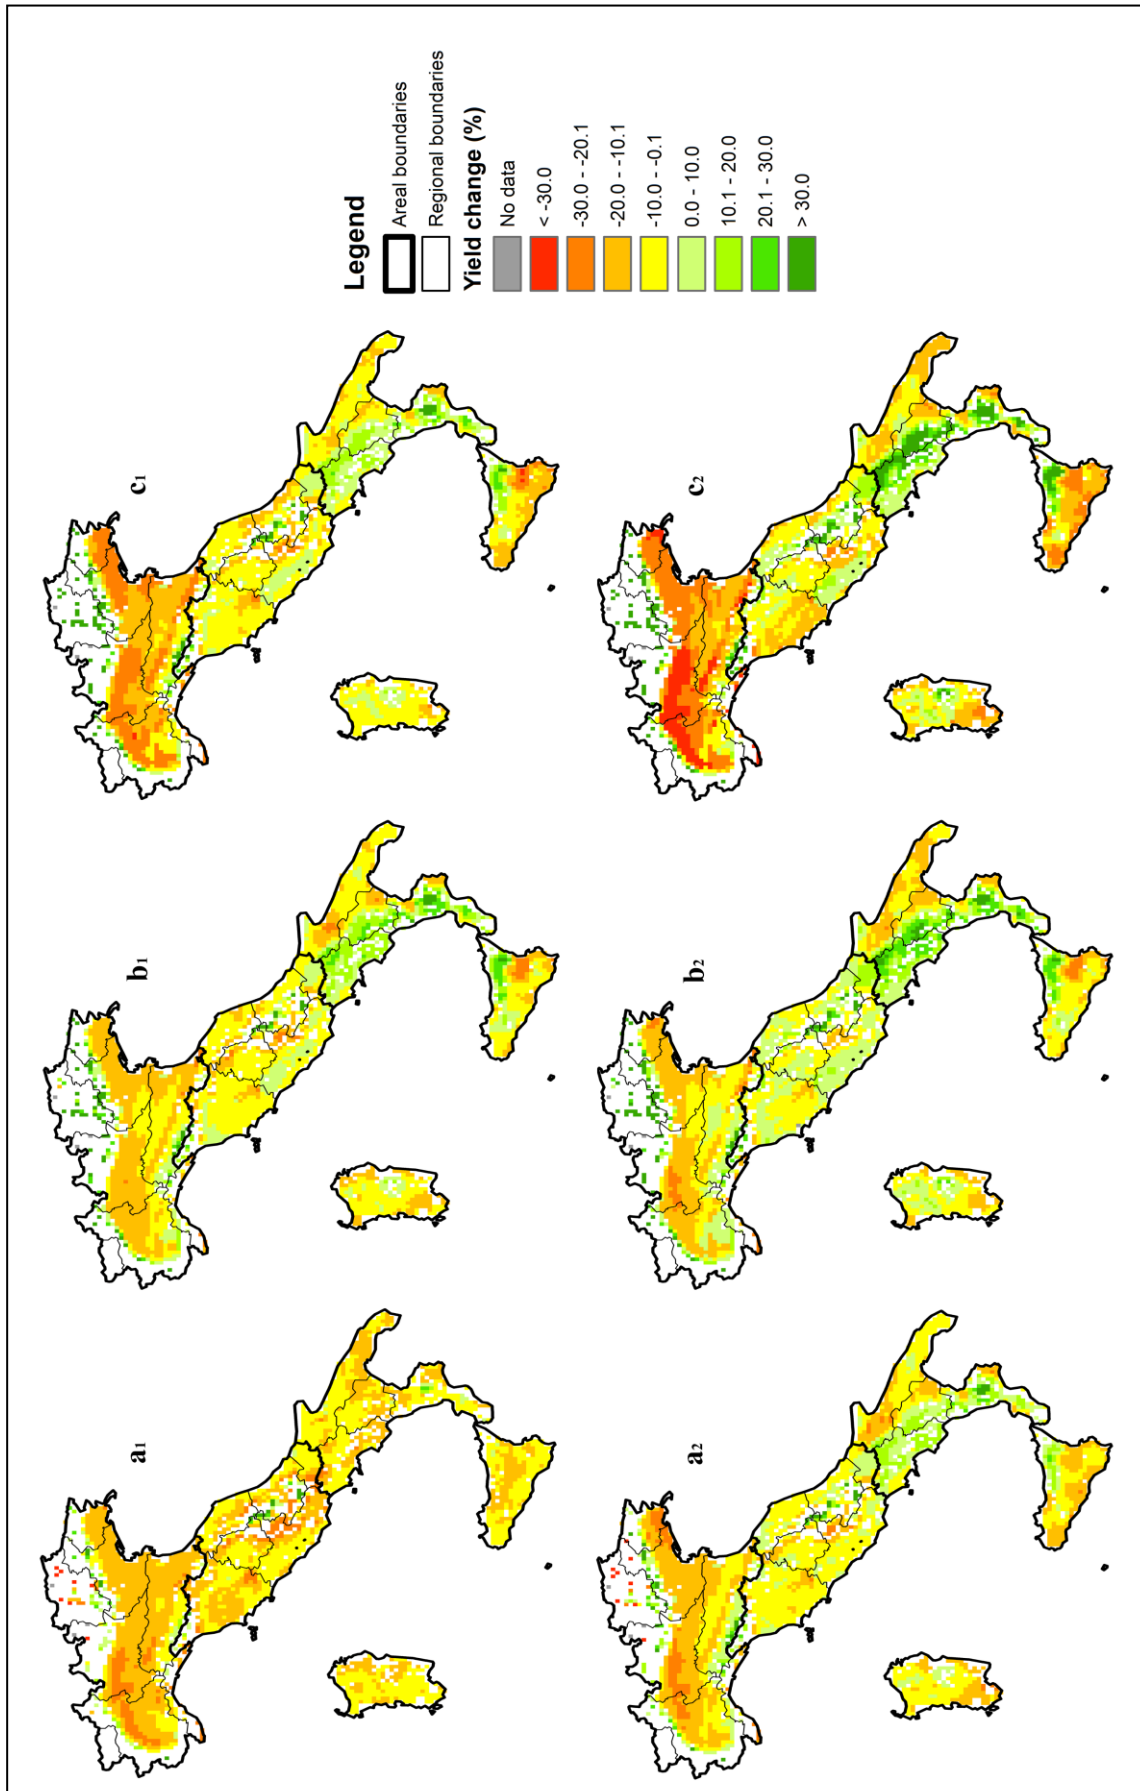 a1
b1
c1
a2
b2
c2
Legend
Areal boundaries
Regional boundaries
Yield change (%)
No data
< -30.0
-30.0 - -20.1
-20.0 - -10.1
-10.0 - -0.1
0.0 - 10.0
10.1 - 20.0
20.1 - 30.0
> 30.0